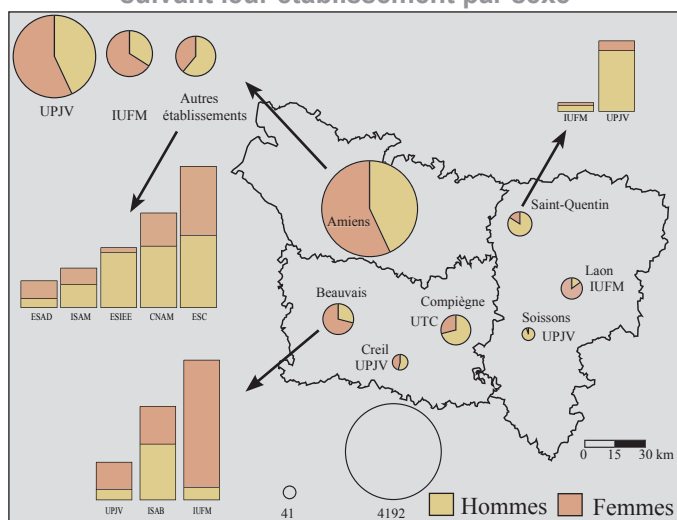 suivant leur établissement par sexe
UPJV
IUFM
Autres
établissements
IUFM
UPJV
Amiens
Saint-Quentin
ESAD
ISAM
ESIEE
CNAM
ESC
Laon
IUFM
Beauvais
Compiègne
UTC
Soissons
UPJV
Creil
UPJV
UPJV
ISAB
IUFM
0 15 30 km
41
4192
Hommes
Femmes